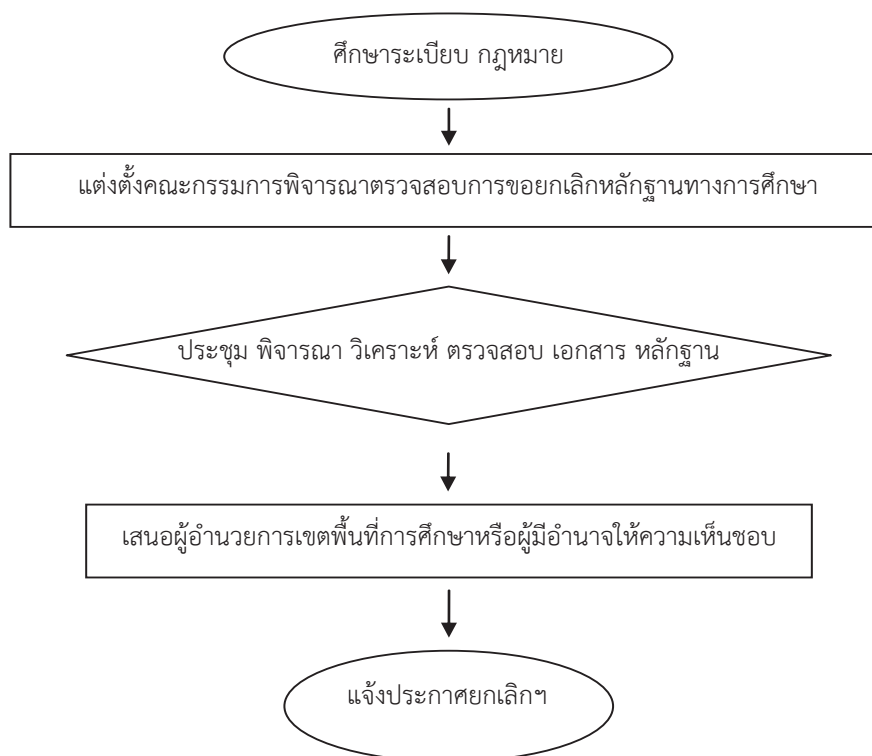 ศึกษาระเบียบ กฎหมาย
แต่งตั้งคณะกรรมการพิจารณาตรวจสอบการขอยกเลิกหลักฐานทางการศึกษา
ประชุม พิจารณา วิเคราะห์ ตรวจสอบ เอกสาร หลักฐาน
เสนอผู้อำนวยการเขตพื้นที่การศึกษาหรือผู้มีอำนาจให้ความเห็นชอบ
แจ้งประกาศยกเลิกฯ